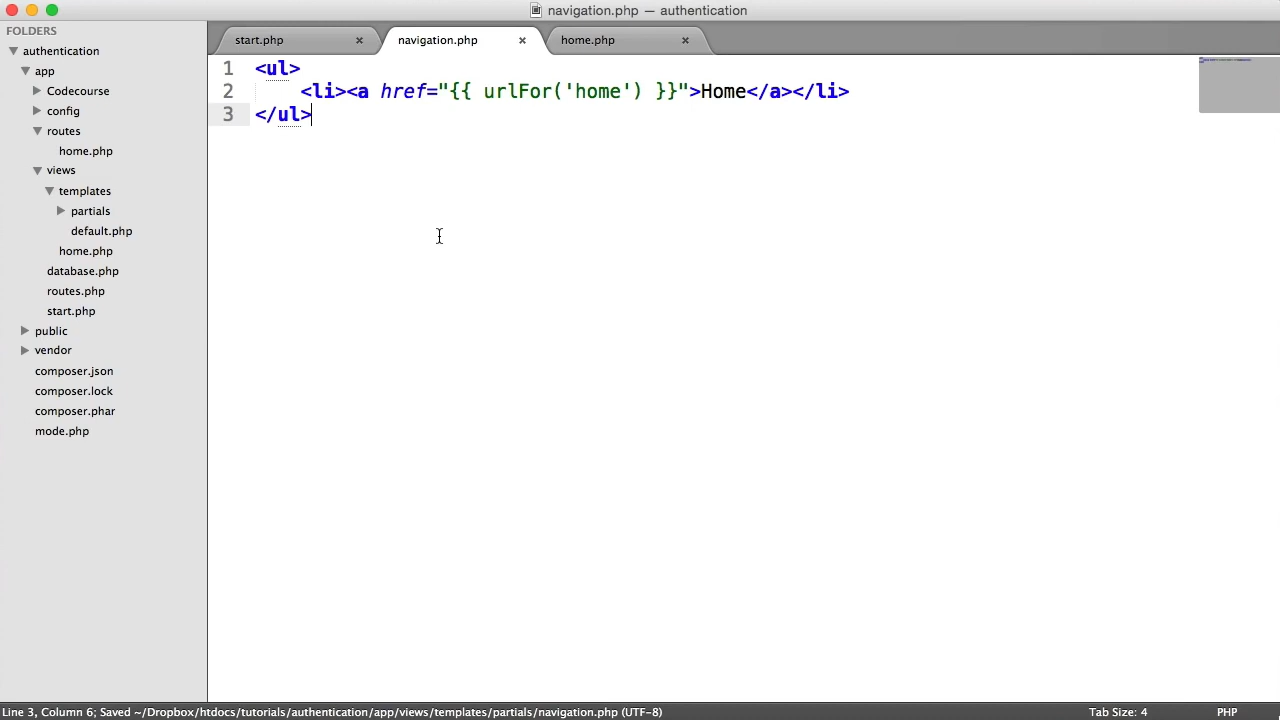 navigation.php — authentication
FOLDERS
authentication
app
Codecourse
config
routes
home.php
views
templates
partials
default.php
home.php
database.php
routes.php
start.php
public
vendor
composer.json
composer.lock
composer.phar
mode.php
start.php × navigation.php × home.php ×
1 <ul>
2 <li><a href="{{ urlFor('home') }}">Home</a></li>
3 </ul>
Line 3, Column 6; Saved ~/Dropbox/htdocs/tutorials/authentication/app/views/templates/partials/navigation.php (UTF-8) Tab Size: 4 PHP